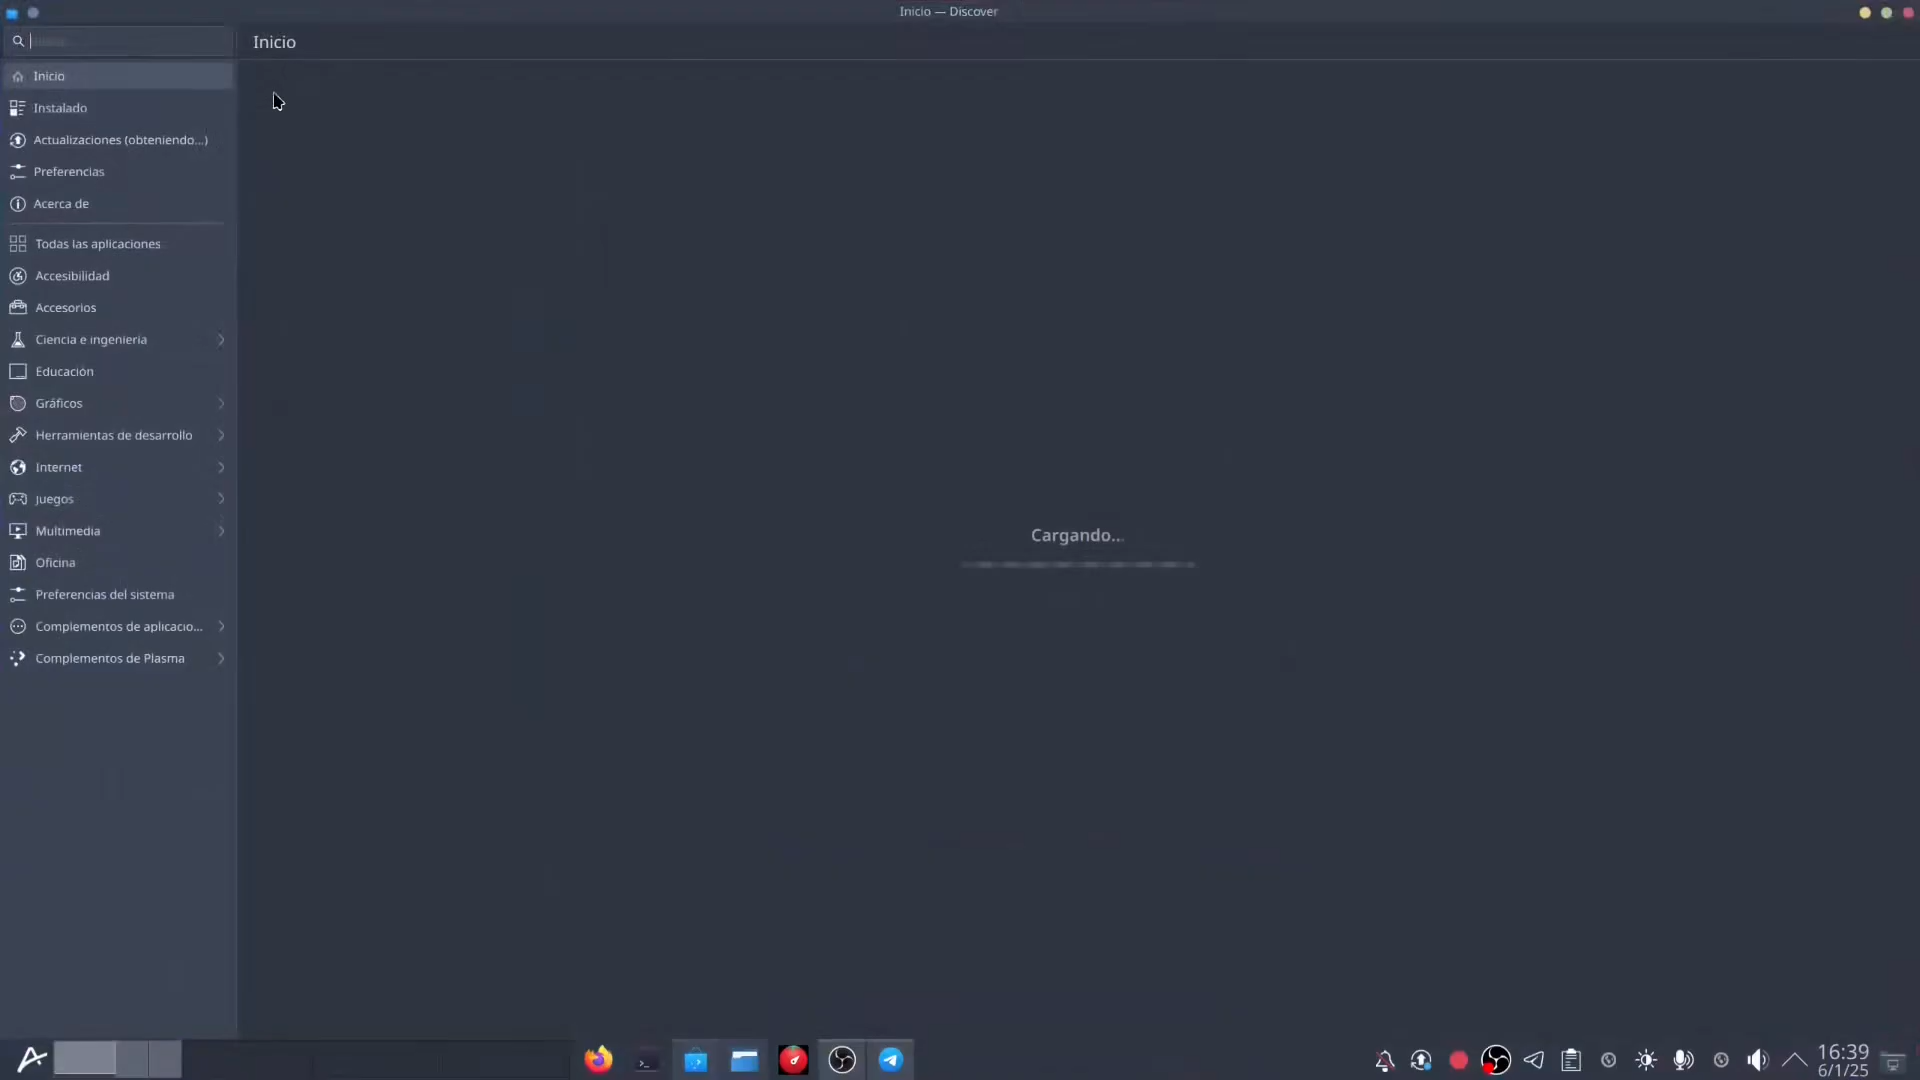 Inicio — Discover
Inicio
Inicio
Instalado
Actualizaciones (obteniendo...)
Preferencias
Acerca de
Todas las aplicaciones
Accesibilidad
Accesorios
Ciencia e ingeniería
Educación
Gráficos
Herramientas de desarrollo
Internet
Juegos
Multimedia
Oficina
Preferencias del sistema
Complementos de aplicacio...
Complementos de Plasma
Cargando...
16:39
6/1/25